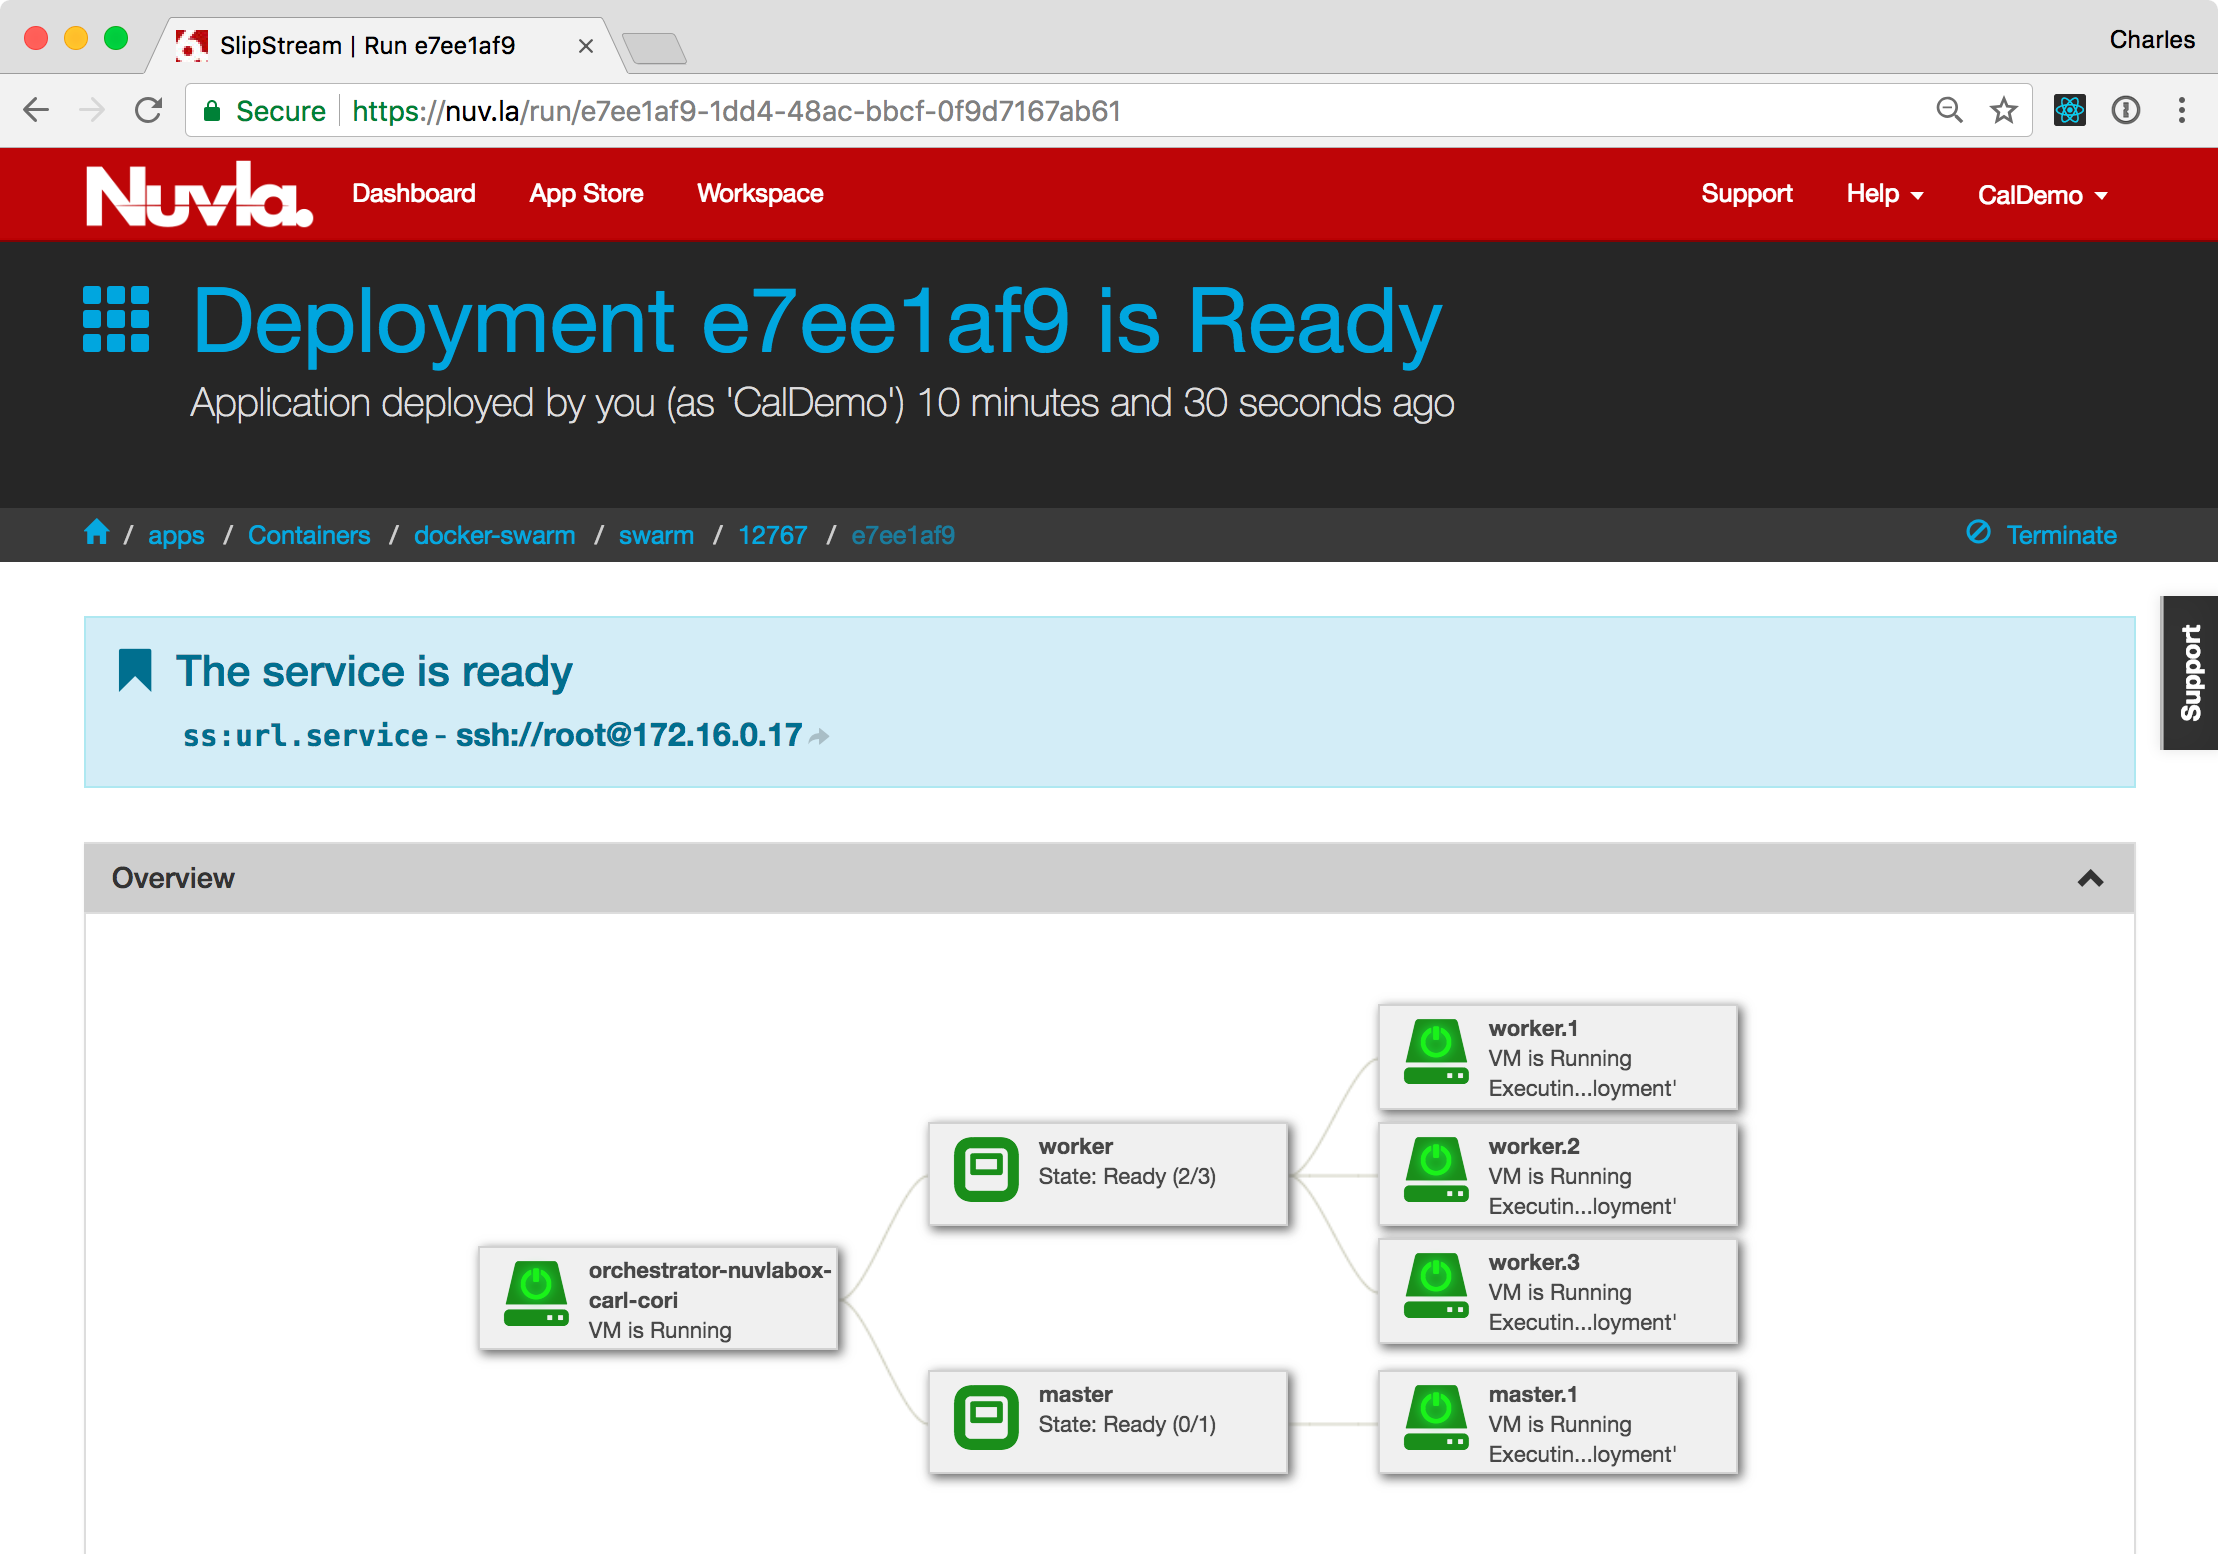 SlipStream | Run e7ee1af9
Charles
Secure https://nuv.la/run/e7ee1af9-1dd4-48ac-bbcf-0f9d7167ab61
Nuvla. Dashboard App Store Workspace Support Help CalDemo
Deployment e7ee1af9 is Ready
Application deployed by you (as 'CalDemo') 10 minutes and 30 seconds ago
/ apps / Containers / docker-swarm / swarm / 12767 / e7ee1af9 Terminate
Support
The service is ready
ss:url.service - ssh://root@172.16.0.17
Overview
worker.1
VM is Running
Executin...loyment'
worker
State: Ready (2/3)
worker.2
VM is Running
Executin...loyment'
orchestrator-nuvlabox-
carl-cori
VM is Running
worker.3
VM is Running
Executin...loyment'
master
State: Ready (0/1)
master.1
VM is Running
Executin...loyment'